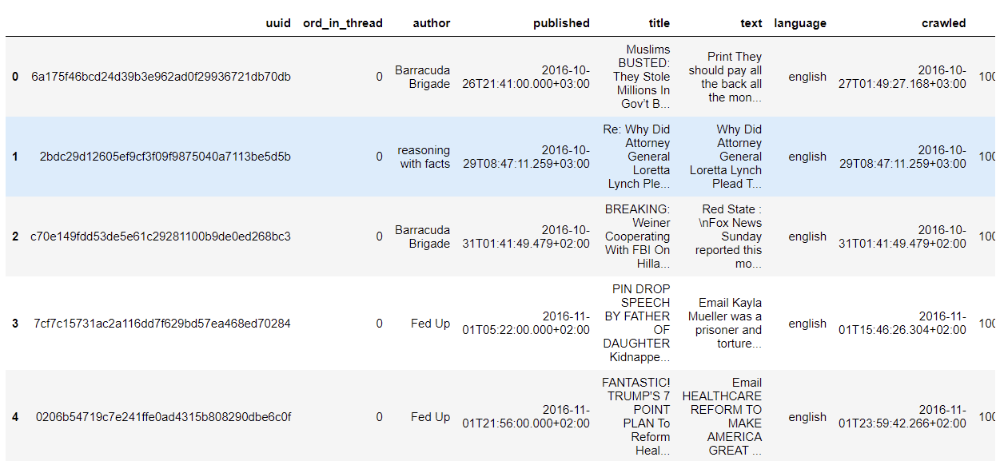 uuid ord_in_thread author published title text language crawled
0 6a175f46bcd24d39b3e962ad0f29936721db70db 0 Barracuda Brigade 2016-10-26T21:41:00.000+03:00 Muslims BUSTED: They Stole Millions In Gov’t B... Print They should pay all the back all the mon... english 2016-10-27T01:49:27.168+03:00 100
1 2bdc29d12605ef9cf3f09f9875040a7113be5d5b 0 reasoning with facts 2016-10-29T08:47:11.259+03:00 Re: Why Did Attorney General Loretta Lynch Ple... Why Did Attorney General Loretta Lynch Plead T... english 2016-10-29T08:47:11.259+03:00 100
2 c70e149fdd53de5e61c29281100b9de0ed268bc3 0 Barracuda Brigade 2016-10-31T01:41:49.479+02:00 BREAKING: Weiner Cooperating With FBI On Hilla... Red State : \nFox News Sunday reported this mo... english 2016-10-31T01:41:49.479+02:00 100
3 7cf7c15731ac2a116dd7f629bd57ea468ed70284 0 Fed Up 2016-11-01T05:22:00.000+02:00 PIN DROP SPEECH BY FATHER OF DAUGHTER Kidnappe... Email Kayla Mueller was a prisoner and torture... english 2016-11-01T15:46:26.304+02:00 100
4 0206b54719c7e241ffe0ad4315b808290dbe6c0f 0 Fed Up 2016-11-01T21:56:00.000+02:00 FANTASTIC! TRUMP'S 7 POINT PLAN To Reform Heal... Email HEALTHCARE REFORM TO MAKE AMERICA GREAT ... english 2016-11-01T23:59:42.266+02:00 100